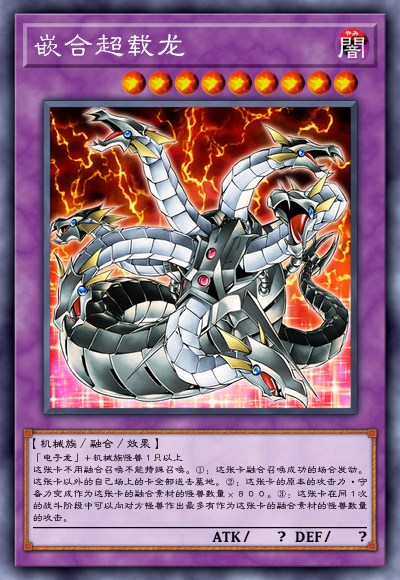 嵌合超载龙
やみ
闇
【机械族／融合／效果】
「电子龙」＋机械族怪兽1只以上
这张卡不用融合召唤不能特殊召唤。①：这张卡融合召唤成功的场合发动。
这张卡以外的自己场上的卡全部送去墓地。②：这张卡的原本的攻击力·守
备力变成作为这张卡的融合素材的怪兽数量×８００。③：这张卡在同1次
的战斗阶段中可以向对方怪兽作出最多有作为这张卡的融合素材的怪兽数量
的攻击。
ATK/ ? DEF/ ?